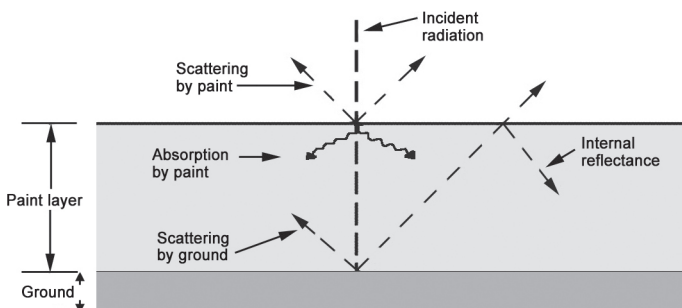 Incident
radiation
Scattering
by paint
Absorption
by paint
Internal
reflectance
Paint layer
Scattering
by ground
Ground